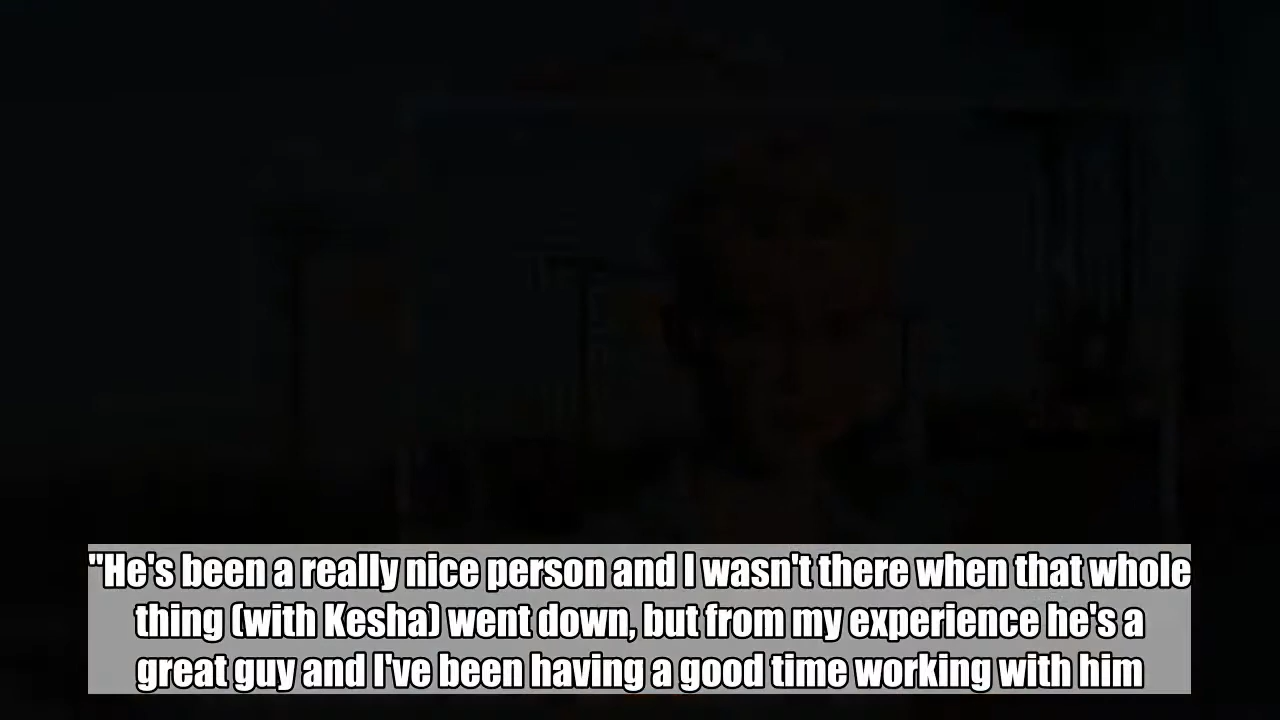 "He's been a really nice person and I wasn't there when that whole
thing (with Kesha) went down, but from my experience he's a
great guy and I've been having a good time working with him